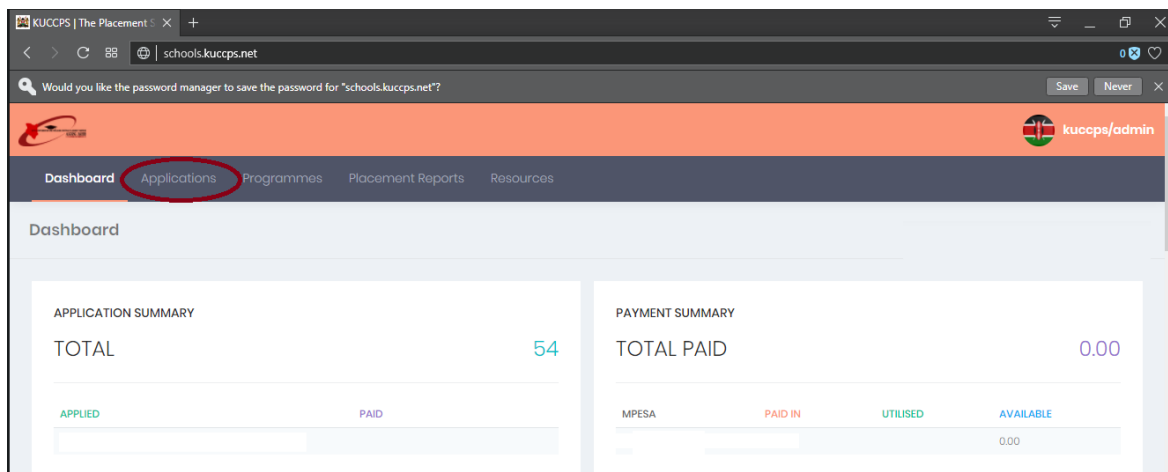 KUCCPS | The Placement S
schools.kuccps.net
0
Would you like the password manager to save the password for "schools.kuccps.net"?
Save Never
kuccps/admin
Dashboard Applications Programmes Placement Reports Resources
Dashboard
APPLICATION SUMMARY
TOTAL 54
APPLIED PAID
PAYMENT SUMMARY
TOTAL PAID 0.00
MPESA PAID IN UTILISED AVAILABLE
0.00